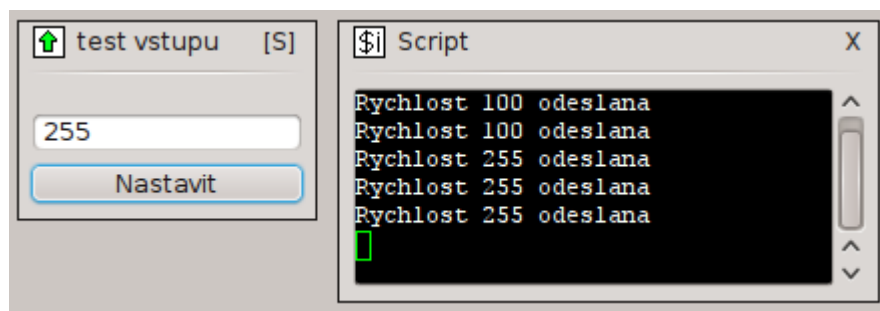 test vstupu [S]
255
Nastavit
$i Script X
Rychlost 100 odeslana
Rychlost 100 odeslana
Rychlost 255 odeslana
Rychlost 255 odeslana
Rychlost 255 odeslana